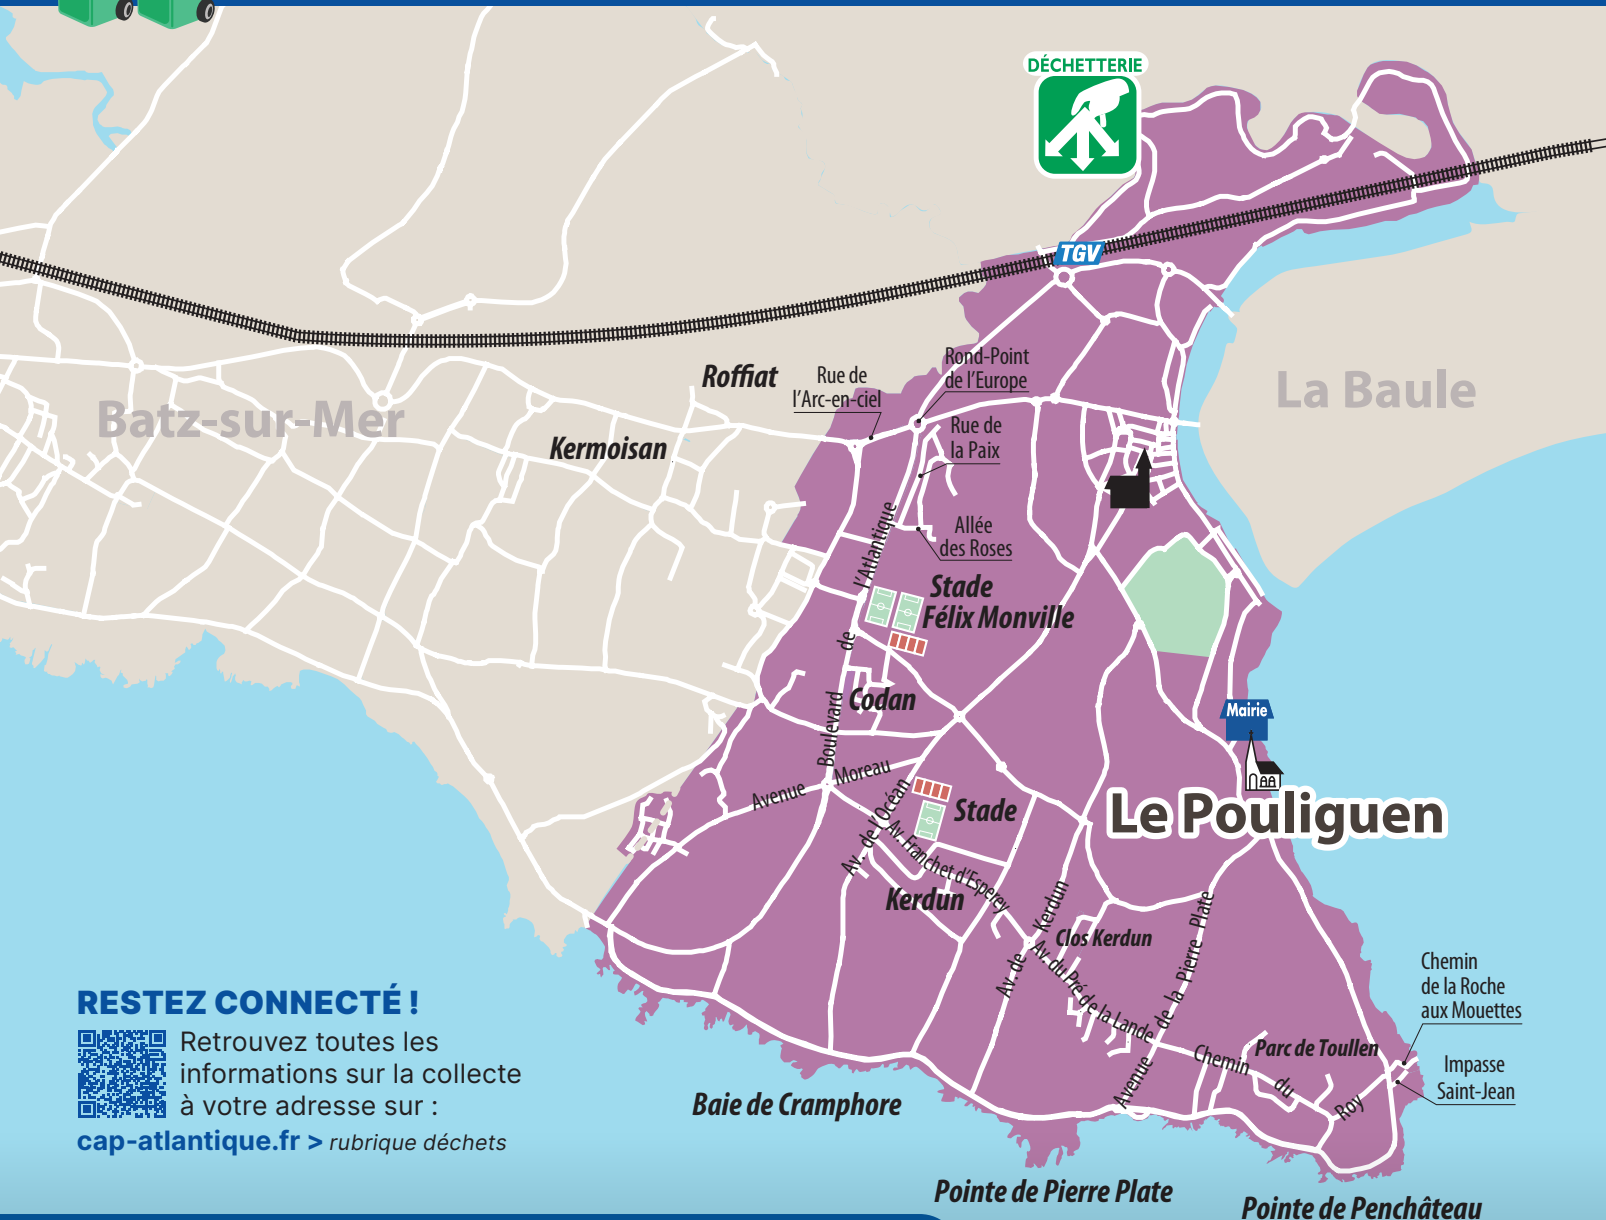 DÉCHETTERIE
TGV
Roffiat
Rue de
l'Arc-en-ciel
Rond-Point
de l'Europe
La Baule
Batz-sur-Mer
Kermoisan
Rue de
la Paix
Allée
des Roses
Stade
Félix Monville
Boulevard de l'Atlantique
Codan
Mairie
Avenue Moreau
Av. de l'Océan
Stade
Le Pouliguen
Av. Franchet d'Esperey
Kerdun
Av. de Kerdun
Clos Kerdun
Av. du Pré de la Lande
Avenue de la Pierre Plate
Chemin
de la Roche
aux Mouettes
Parc de Toullen
Chemin du Roy
Impasse
Saint-Jean
RESTEZ CONNECTÉ !
Retrouvez toutes les
informations sur la collecte
à votre adresse sur :
cap-atlantique.fr > rubrique déchets
Baie de Cramphore
Pointe de Pierre Plate
Pointe de Penchâteau